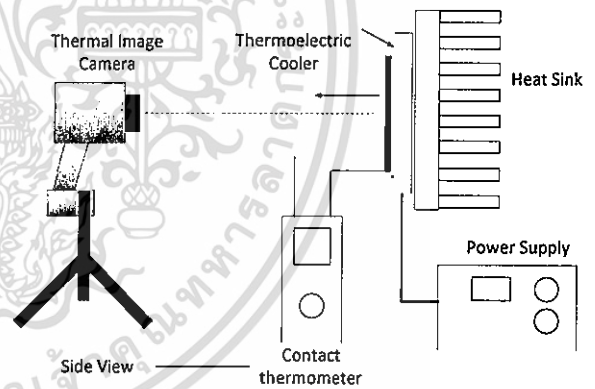 Thermal Image
Camera
Thermoelectric
Cooler
Heat Sink
Power Supply
Side View
Contact
thermometer